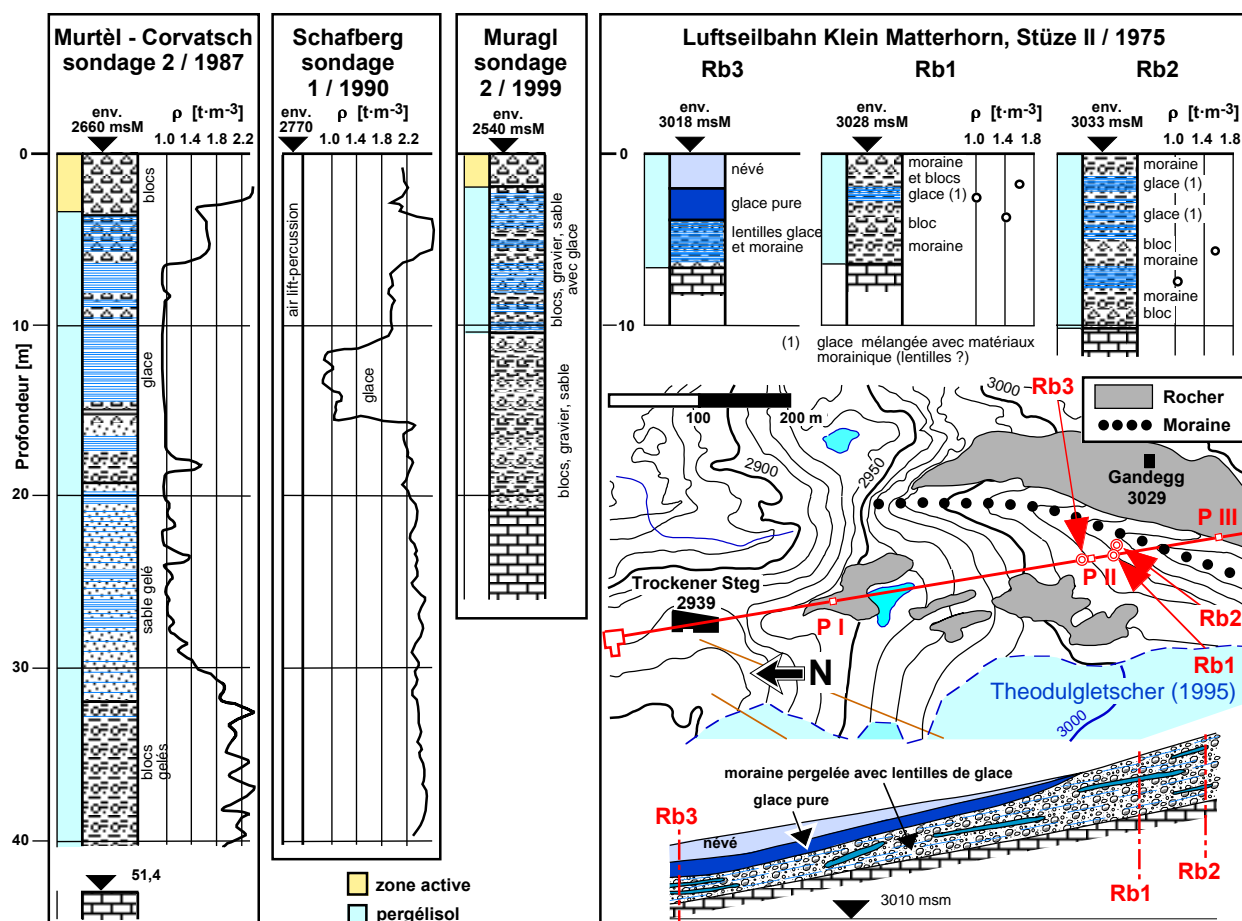 Murtèl - Corvatsch
sondage 2 / 1987
env.
2660 msM
ρ [t·m-3]
1.0 1.4 1.8 2.2
Profondeur [m]
0
10
20
30
40
blocs
glace
sable gelé
blocs
gelés
51,4
Schafberg
sondage
1 / 1990
env.
2770
ρ [t·m-3]
1.0 1.4 1.8 2.2
air lift-percussion
glace
zone active
pergélisol
Muragl
sondage
2 / 1999
env.
2540 msM
blocs, gravier, sable
avec glace
blocs, gravier, sable
Luftseilbahn Klein Matterhorn, Stüze II / 1975
Rb3
env.
3018 msM
0
10
névé
glace pure
lentilles glace
et moraine
Rb1
env.
3028 msM
ρ [t·m-3]
1.0 1.4 1.8
moraine
et blocs
glace (1)
bloc
moraine
Rb2
env.
3033 msM
ρ [t·m-3]
1.0 1.4 1.8
moraine
glace (1)
glace (1)
bloc
moraine
moraine
bloc
(1) glace mélangée avec matériaux
morainique (lentilles ?)
100 200 m
3000
Rb3
Rocher
Moraine
2900
2950
Gandegg
3029
P III
Trockener Steg
2939
P II
P I
Rb2
Rb1
N
Theodulgletscher (1995)
3000
moraine pergelée avec lentilles de glace
glace pure
Rb3
névé
Rb1
Rb2
3010 msm